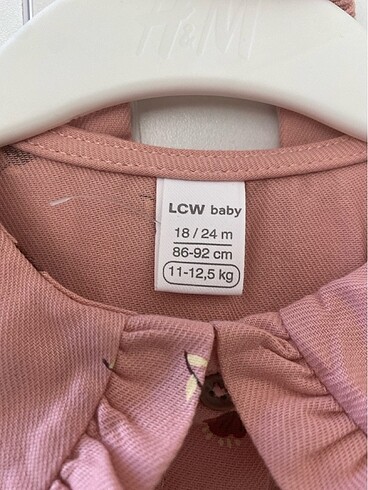 H&M
LCW baby
18 / 24 m
86-92 cm
11-12,5 kg